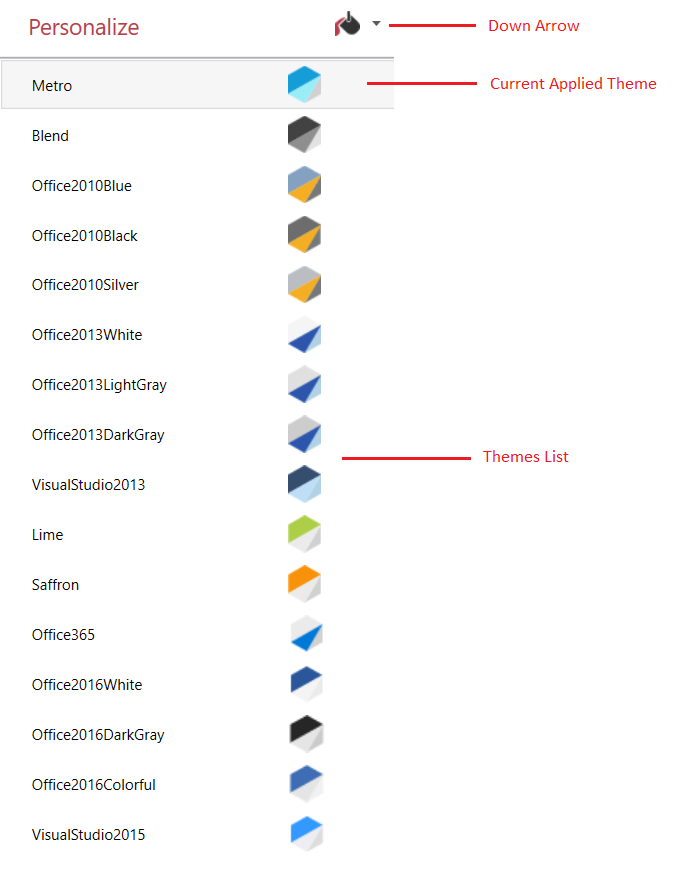 Personalize
Down Arrow
Metro
Current Applied Theme
Blend
Office2010Blue
Office2010Black
Office2010Silver
Office2013White
Office2013LightGray
Office2013DarkGray
Themes List
VisualStudio2013
Lime
Saffron
Office365
Office2016White
Office2016DarkGray
Office2016Colorful
VisualStudio2015